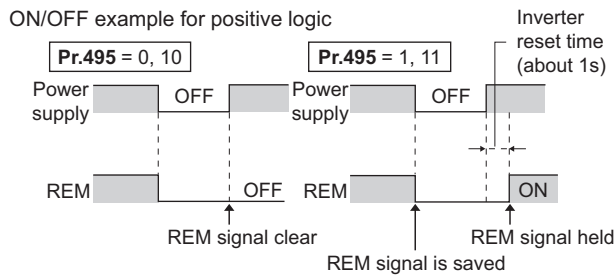 ON/OFF example for positive logic
Pr.495 = 0, 10
Power
supply
OFF
REM
OFF
REM signal clear
Pr.495 = 1, 11
Inverter
reset time
(about 1s)
Power
supply
OFF
REM
ON
REM signal held
REM signal is saved